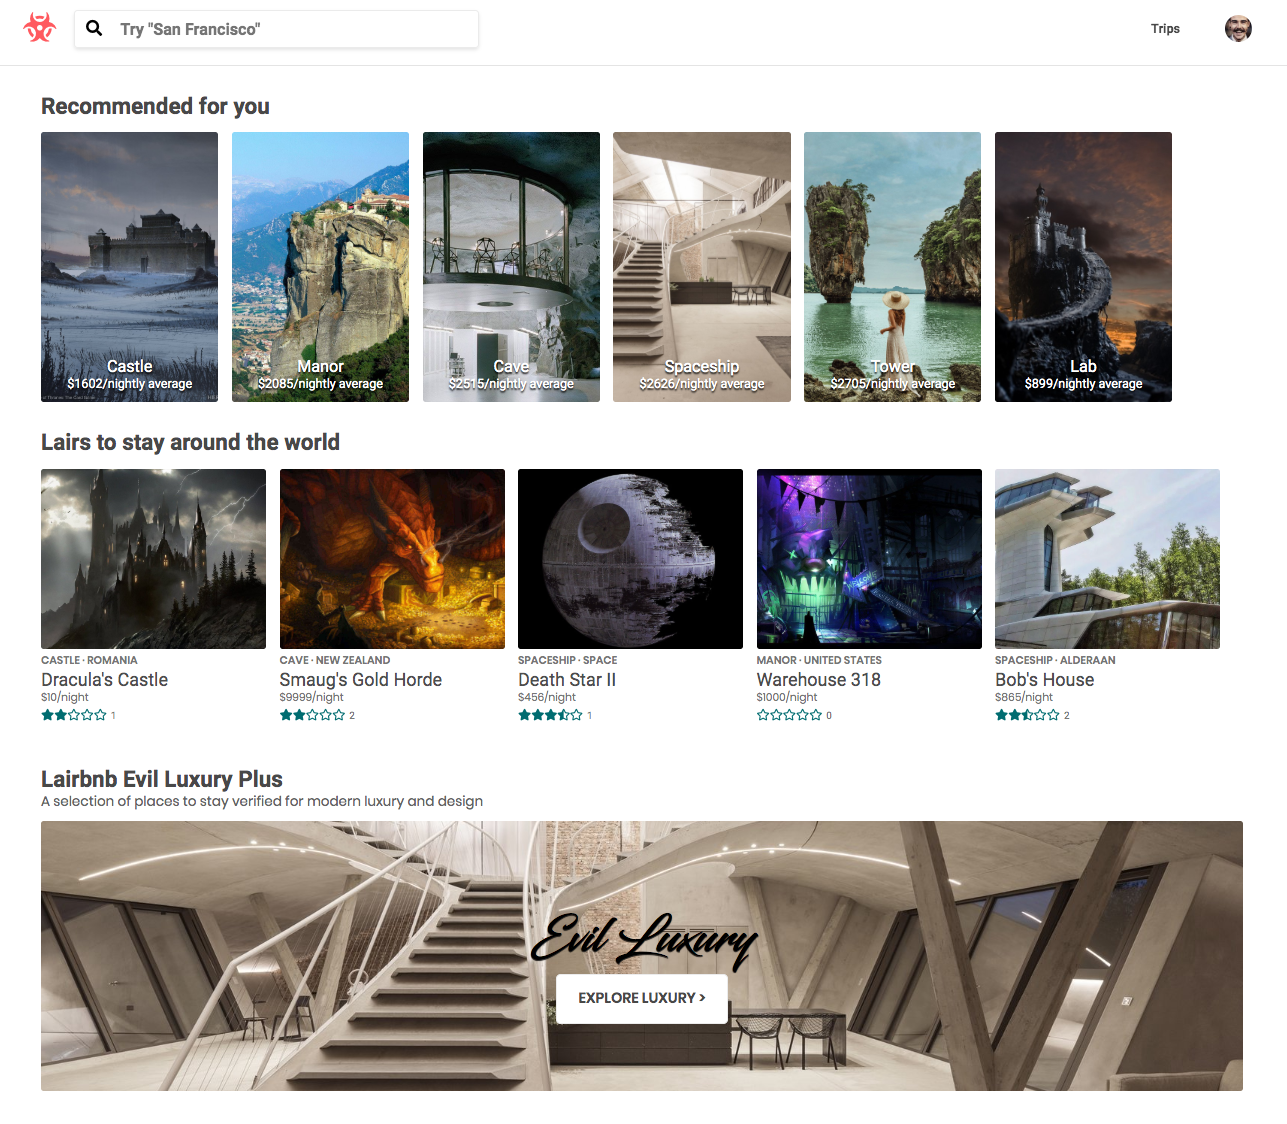 Try "San Francisco"
Trips
Recommended for you
Castle
$1602/nightly average
Manor
$2085/nightly average
Cave
$2515/nightly average
Spaceship
$2626/nightly average
Tower
$2705/nightly average
Lab
$899/nightly average
Lairs to stay around the world
WELCOME
CASTLE · ROMANIA
Dracula's Castle
$10/night
1
CAVE · NEW ZEALAND
Smaug's Gold Horde
$9999/night
2
SPACESHIP · SPACE
Death Star II
$456/night
1
MANOR · UNITED STATES
Warehouse 318
$1000/night
0
SPACESHIP · ALDERAAN
Bob's House
$865/night
2
Lairbnb Evil Luxury Plus
A selection of places to stay verified for modern luxury and design
Evil Luxury
EXPLORE LUXURY >